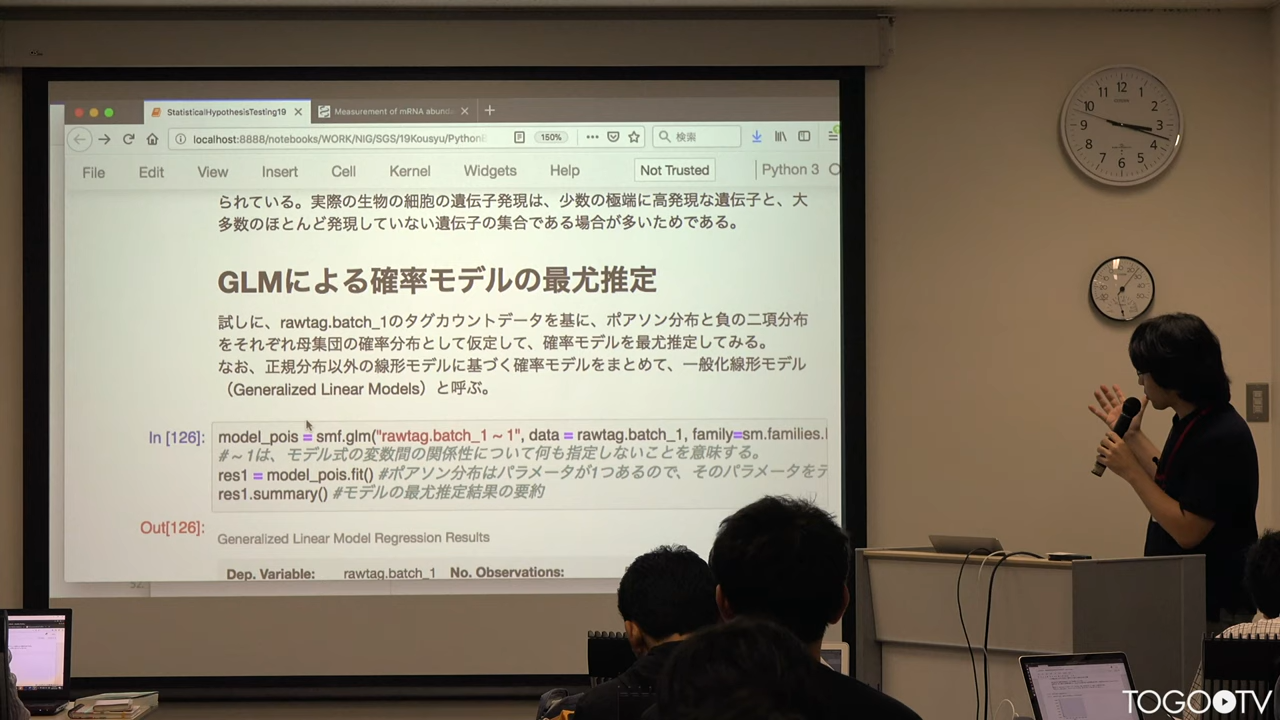 StatisticalHypothesisTesting19
Measurement of mRNA abunda
localhost:8888/notebooks/WORK/NIG/SGS/19Kousyu/Python
150%
検索
File Edit View Insert Cell Kernel Widgets Help Not Trusted Python 3
られている。実際の生物の細胞の遺伝子発現は、少数の極端に高発現な遺伝子と、大
多数のほとんど発現していない遺伝子の集合である場合が多いためである。
GLMによる確率モデルの最尤推定
試しに、rawtag.batch_1のタグカウントデータを基に、ポアソン分布と負の二項分布
をそれぞれ母集団の確率分布として仮定して、確率モデルを最尤推定してみる。
なお、正規分布以外の線形モデルに基づく確率モデルをまとめて、一般化線形モデル
（Generalized Linear Models）と呼ぶ。
In [126]: model_pois = smf.glm("rawtag.batch_1 ~ 1", data = rawtag.batch_1, family=sm.families.
#～1は、モデル式の変数間の関係性について何も指定しないことを意味する。
res1 = model_pois.fit() #ポアソン分布はパラメータが1つあるので、そのパラメータをデ
res1.summary() #モデルの最尤推定結果の要約
Out[126]: Generalized Linear Model Regression Results
Dep. Variable: rawtag.batch_1 No. Observations:
12
1
2
3
4
5
6
7
8
9
10
11
TOGOTV